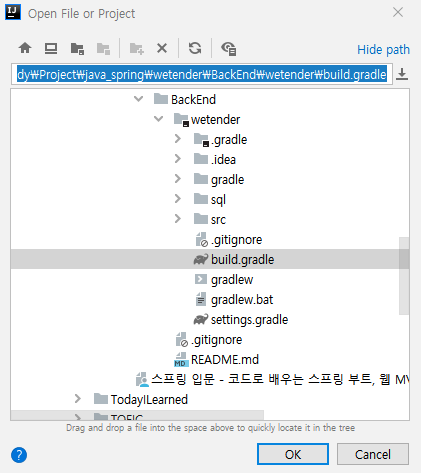 Open File or Project
Hide path
dy₩Project₩java_spring₩wetender₩BackEnd₩wetender₩build.gradle
BackEnd
wetender
.gradle
.idea
gradle
sql
src
.gitignore
build.gradle
gradlew
gradlew.bat
settings.gradle
.gitignore
README.md
스프링 입문 - 코드로 배우는 스프링 부트, 웹 MV
TodayILearned
TOEIC
Drag and drop a file into the space above to quickly locate it in the tree
OK
Cancel